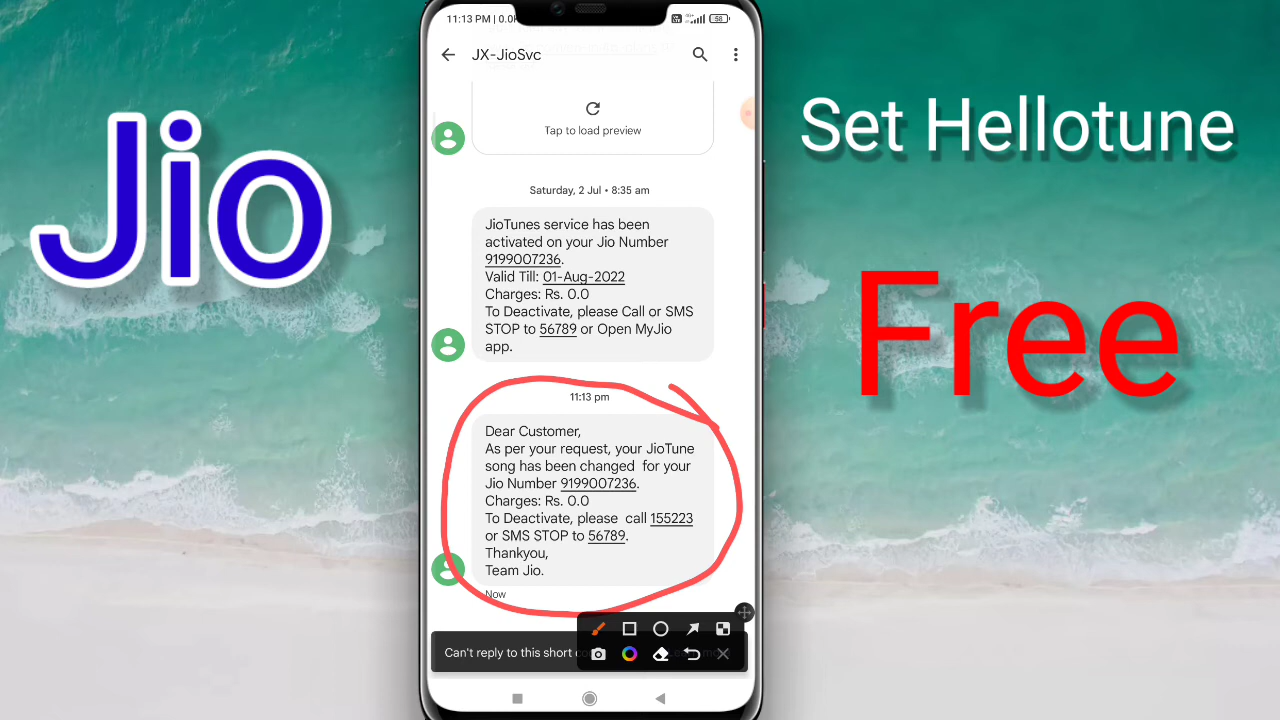 Jio
Set Hellotune
Free
11:13 PM | 0.0
58
JX-JioSvc
Tap to load preview
Saturday, 2 Jul • 8:35 am
JioTunes service has been
activated on your Jio Number
9199007236.
Valid Till: 01-Aug-2022
Charges: Rs. 0.0
To Deactivate, please Call or SMS
STOP to 56789 or Open MyJio
app.
11:13 pm
Dear Customer,
As per your request, your JioTune
song has been changed  for your
Jio Number 9199007236.
Charges: Rs. 0.0
To Deactivate, please  call 155223
or SMS STOP to 56789.
Thankyou,
Team Jio.
Now
Can't reply to this short